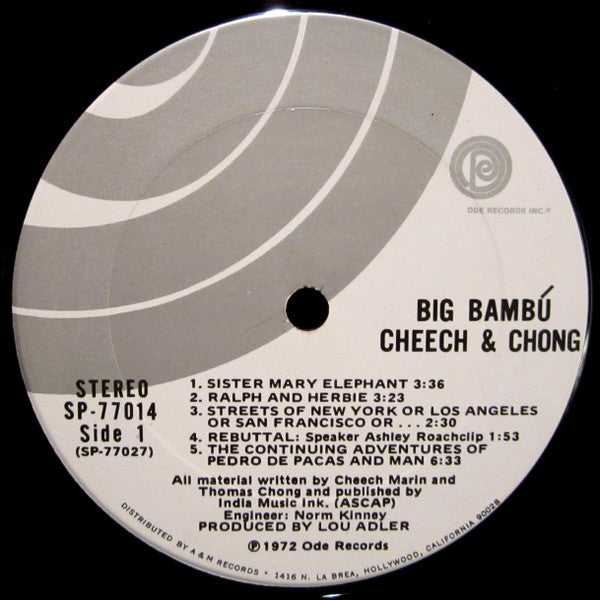 ODE RECORDS INC.®
BIG BAMBÚ
CHEECH & CHONG
STEREO
SP-77014
Side 1
(SP-77027)
1. SISTER MARY ELEPHANT 3:36
2. RALPH AND HERBIE 3:23
3. STREETS OF NEW YORK OR LOS ANGELES
OR SAN FRANCISCO OR . . . 2:30
4. REBUTTAL: Speaker Ashley Roachclip 1:53
5. THE CONTINUING ADVENTURES OF
PEDRO DE PACAS AND MAN 6:33
All material written by Cheech Marin and
Thomas Chong and published by
India Music Ink. (ASCAP)
Engineer: Norm Kinney
PRODUCED BY LOU ADLER
℗1972 Ode Records
DISTRIBUTED BY A & M RECORDS • 1416 N. LA BREA, HOLLYWOOD, CALIFORNIA 90028